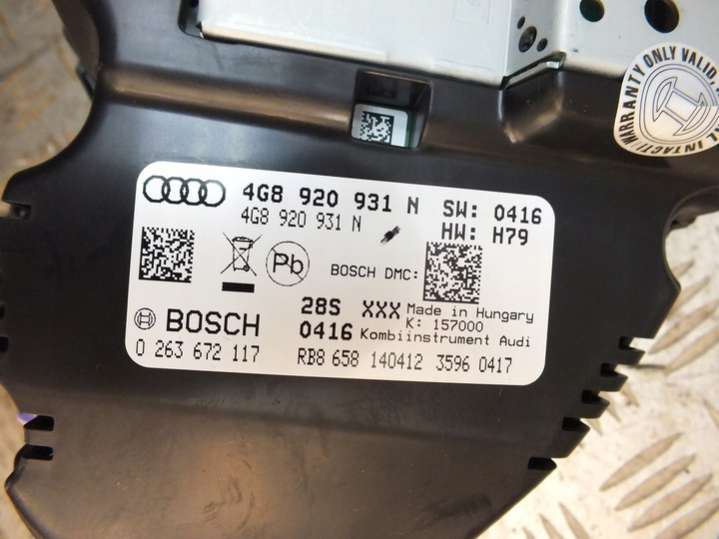 WARRANTY ONLY VALID
L INTACT!
4G8 920 931 N SW: 0416
4G8 920 931 N HW: H79
Pb
BOSCH DMC:
BOSCH
28S XXX Made in Hungary
K: 157000
0416 Kombiinstrument Audi
0 263 672 117 RB8 658 140412 3596 0417